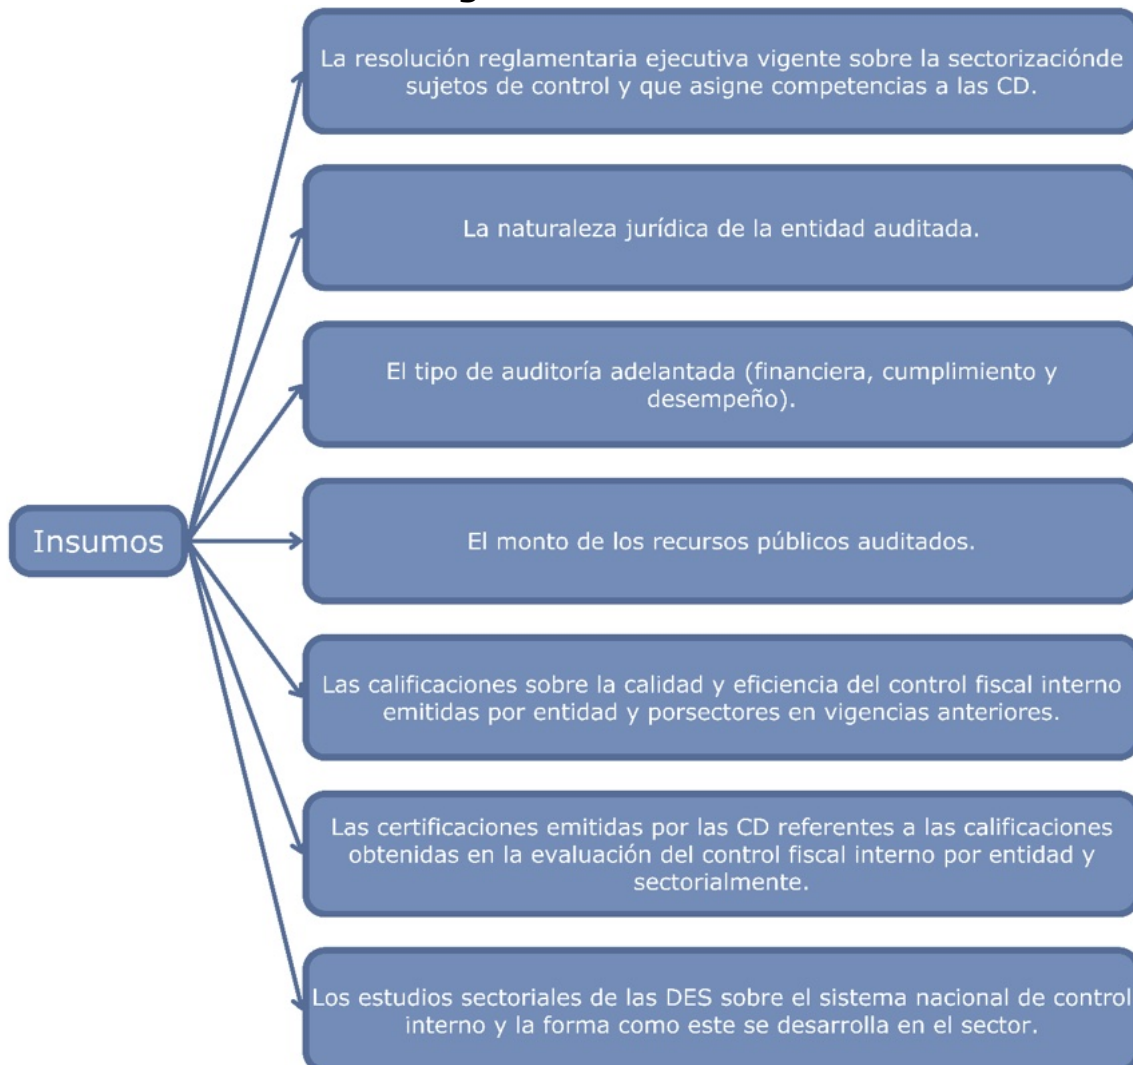 La resolución reglamentaria ejecutiva vigente sobre la sectorizaciónde
sujetos de control y que asigne competencias a las CD.
La naturaleza jurídica de la entidad auditada.
El tipo de auditoría adelantada (financiera, cumplimiento y
desempeño).
Insumos
El monto de los recursos públicos auditados.
Las calificaciones sobre la calidad y eficiencia del control fiscal interno
emitidas por entidad y porsectores en vigencias anteriores.
Las certificaciones emitidas por las CD referentes a las calificaciones
obtenidas en la evaluación del control fiscal interno por entidad y
sectorialmente.
Los estudios sectoriales de las DES sobre el sistema nacional de control
interno y la forma como este se desarrolla en el sector.